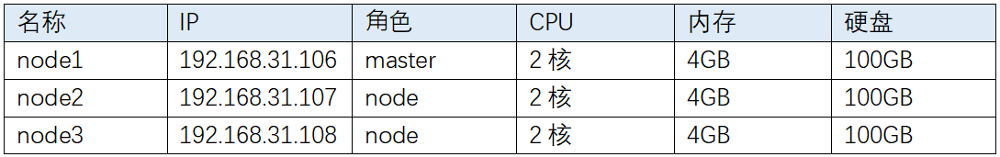 名称 IP 角色 CPU 内存 硬盘
node1 192.168.31.106 master 2 核 4GB 100GB
node2 192.168.31.107 node 2 核 4GB 100GB
node3 192.168.31.108 node 2 核 4GB 100GB